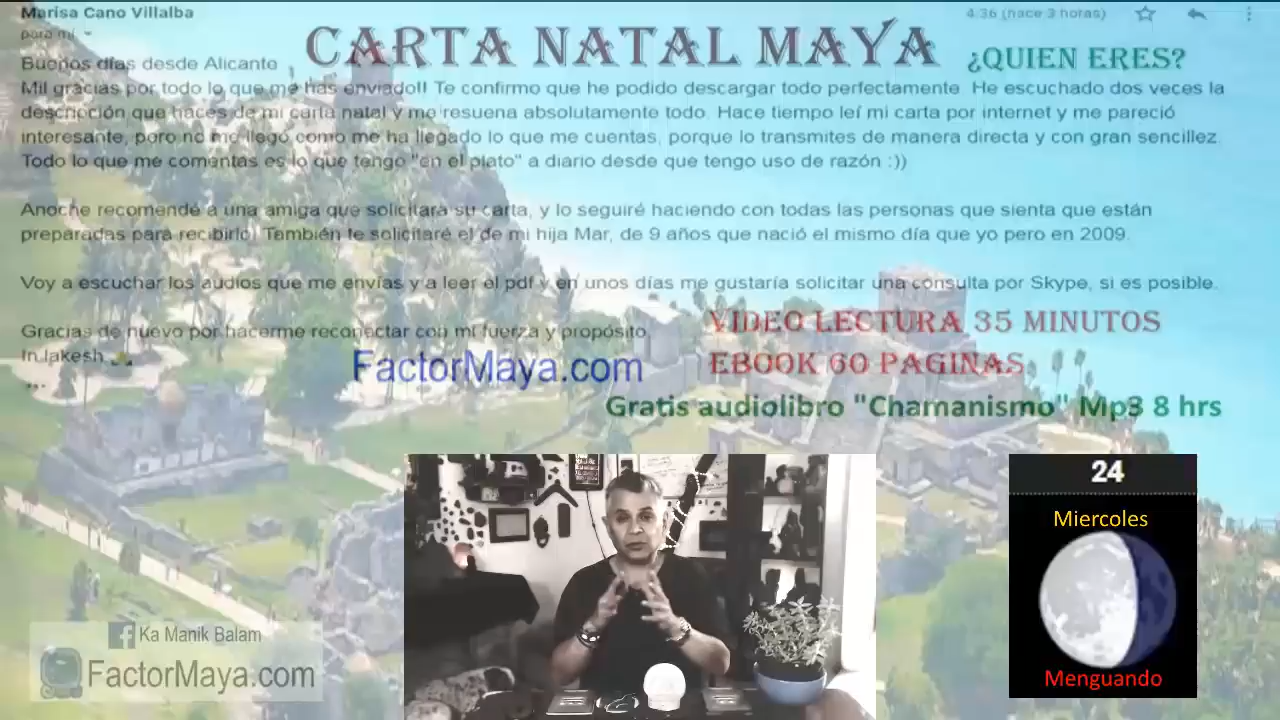 Marisa Cano Villalba
4:36 (hace 3 horas)
para mí
CARTA NATAL MAYA
¿QUIEN ERES?
Buenos días desde Alicante
Mil gracias por todo lo que me has enviado!! Te confirmo que he podido descargar todo perfectamente. He escuchado dos veces la
descripción que haces de mi carta natal y me resuena absolutamente todo. Hace tiempo leí mi carta por internet y me pareció
interesante, pero no me llegó como me ha llegado lo que me cuentas, porque lo transmites de manera directa y con gran sencillez.
Todo lo que me comentas es lo que tengo "en el plato" a diario desde que tengo uso de razón :))
Anoche recomendé a una amiga que solicitara su carta, y lo seguiré haciendo con todas las personas que sienta que están
preparadas para recibirlo. También te solicitaré el de mi hija Mar, de 9 años que nació el mismo día que yo pero en 2009.
Voy a escuchar los audios que me envías y a leer el pdf y en unos días me gustaría solicitar una consulta por Skype, si es posible.
Gracias de nuevo por hacerme reconectar con mi fuerza y propósito.
In lakesh
...
VIDEO LECTURA 35 MINUTOS
FactorMaya.com
EBOOK 60 PAGINAS
Gratis audiolibro "Chamanismo" Mp3 8 hrs
24
Miercoles
Menguando
Ka Manik Balam
FactorMaya.com